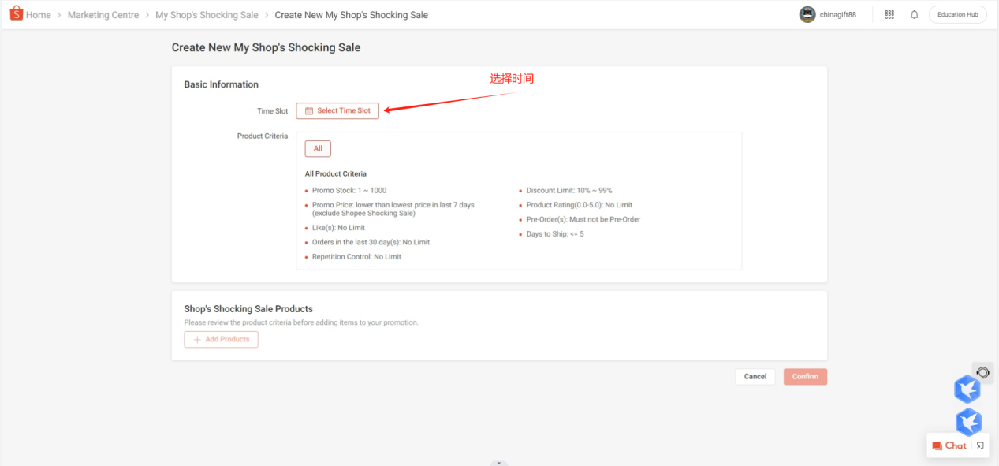 Home > Marketing Centre > My Shop's Shocking Sale > Create New My Shop's Shocking Sale
chinagift88
Education Hub
Create New My Shop's Shocking Sale
Basic Information
选择时间
Time Slot
Select Time Slot
Product Criteria
All
All Product Criteria
Promo Stock: 1 ~ 1000
Promo Price: lower than lowest price in last 7 days
(exclude Shopee Shocking Sale)
Like(s): No Limit
Orders in the last 30 day(s): No Limit
Repetition Control: No Limit
Discount Limit: 10% ~ 99%
Product Rating(0.0-5.0): No Limit
Pre-Order(s): Must not be Pre-Order
Days to Ship: <= 5
Shop's Shocking Sale Products
Please review the product criteria before adding items to your promotion.
+ Add Products
Cancel
Confirm
Chat